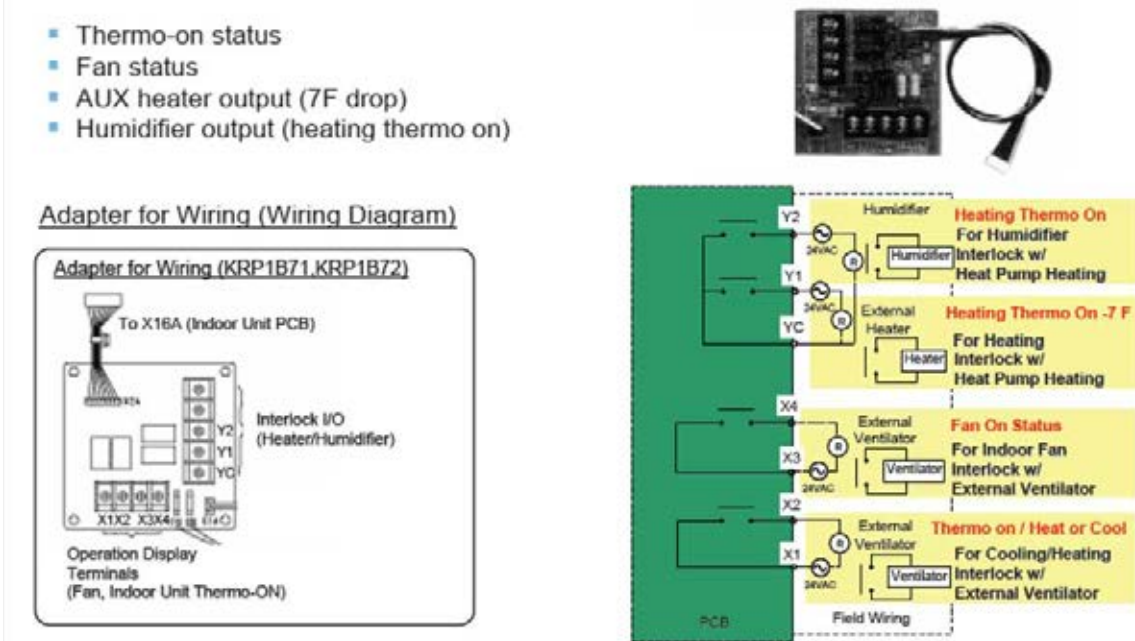 Thermo-on status
Fan status
AUX heater output (7F drop)
Humidifier output (heating thermo on)
Adapter for Wiring (Wiring Diagram)
Adapter for Wiring (KRP1B71,KRP1B72)
To X16A (Indoor Unit PCB)
Y2
Y1
YC
Interlock I/O
(Heater/Humidifier)
X1X2 X3X4
Operation Display
Terminals
(Fan, Indoor Unit Thermo-ON)
Y2
24VAC
R
Humidifier
Humidifier
Heating Thermo On
For Humidifier
Interlock w/
Heat Pump Heating
Y1
YC
R
External
Heater
Heater
Heating Thermo On -7 F
For Heating
Interlock w/
Heat Pump Heating
X4
X3
R
24VAC
External
Ventilator
Ventilator
Fan On Status
For Indoor Fan
Interlock w/
External Ventilator
X2
X1
R
24VAC
External
Ventilator
Ventilator
Thermo on / Heat or Cool
For Cooling/Heating
Interlock w/
External Ventilator
PCB
Field Wiring